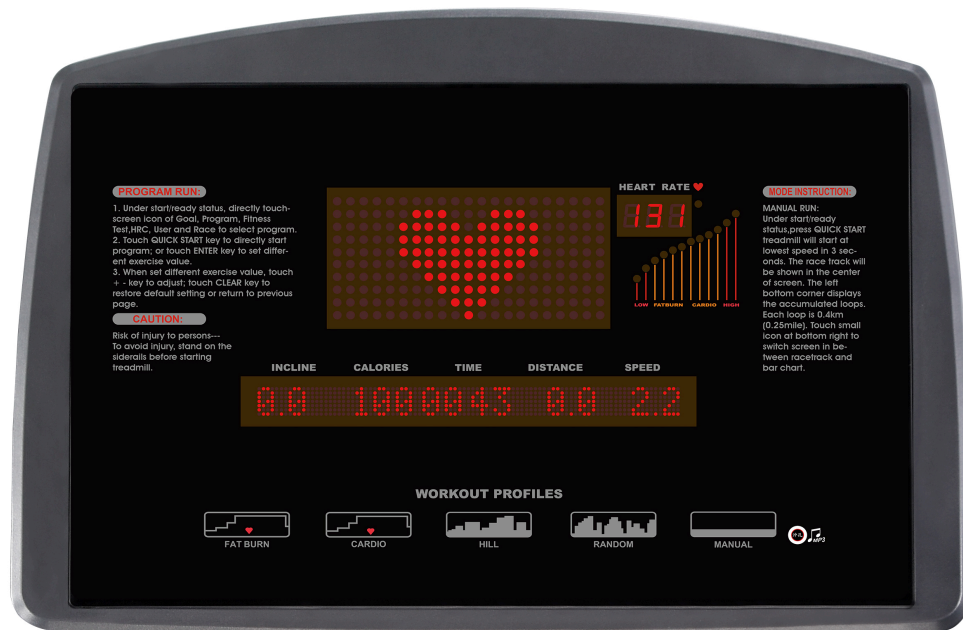 PROGRAM RUN:
1. Under start/ready status, directly touch-
screen icon of Goal, Program, Fitness
Test,HRC, User and Race to select program.
2. Touch QUICK START key to directly start
program; or touch ENTER key to set differ-
ent exercise value.
3. When set different exercise value, touch
+ - key to adjust; touch CLEAR key to
restore default setting or return to previous
page.
CAUTION:
Risk of injury to persons---
To avoid injury, stand on the
siderails before starting
treadmill.
HEART RATE
131
LOW FATBURN CARDIO HIGH
MODE INSTRUCTION:
MANUAL RUN:
Under start/ready
status,press QUICK START
treadmill will start at
lowest speed in 3 sec-
onds. The race track will
be shown in the center
of screen. The left
bottom corner displays
the accumulated loops.
Each loop is 0.4km
(0.25mile). Touch small
icon at bottom right to
switch screen in be-
tween racetrack and
bar chart.
INCLINE CALORIES TIME DISTANCE SPEED
0.0 100 0043 0.0 2.2
WORKOUT PROFILES
FAT BURN CARDIO HILL RANDOM MANUAL
MP3